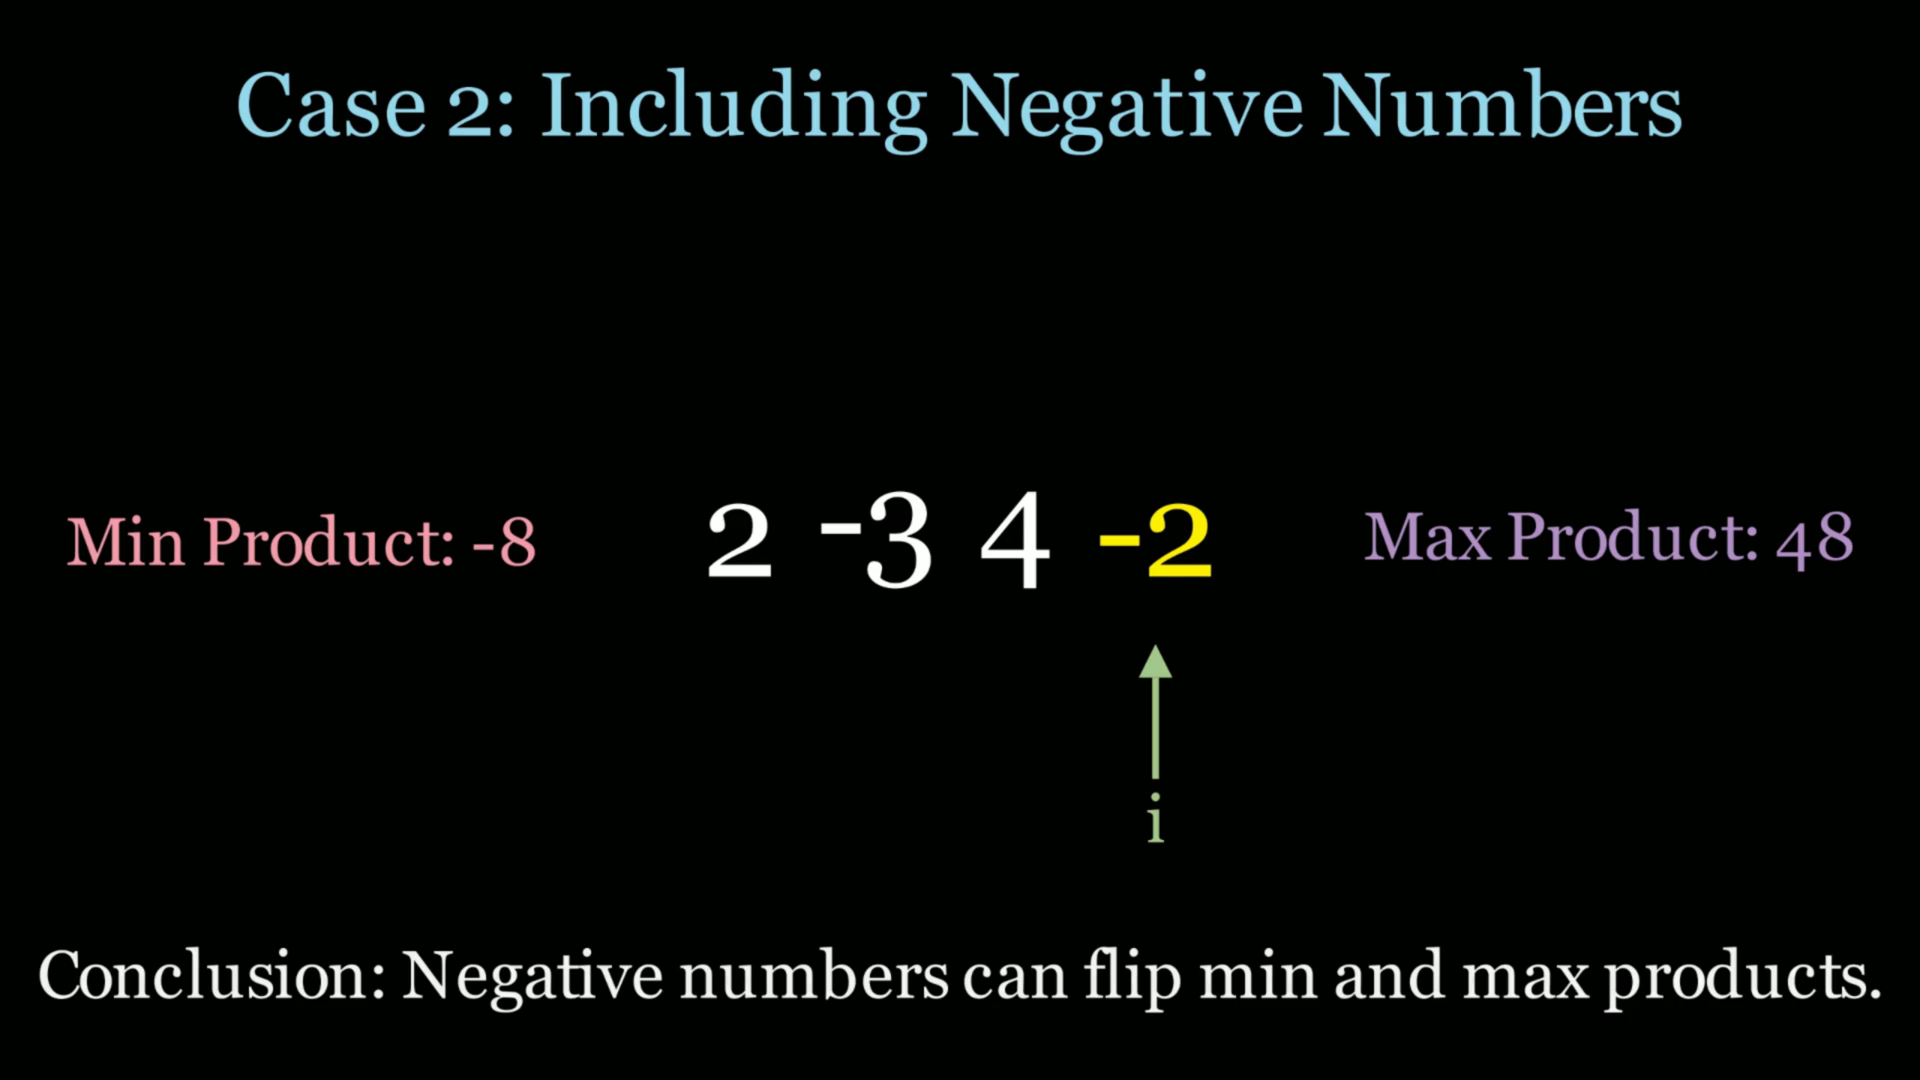 Case 2: Including Negative Numbers
Min Product: -8
2 -3 4 -2
Max Product: 48
i
Conclusion: Negative numbers can flip min and max products.